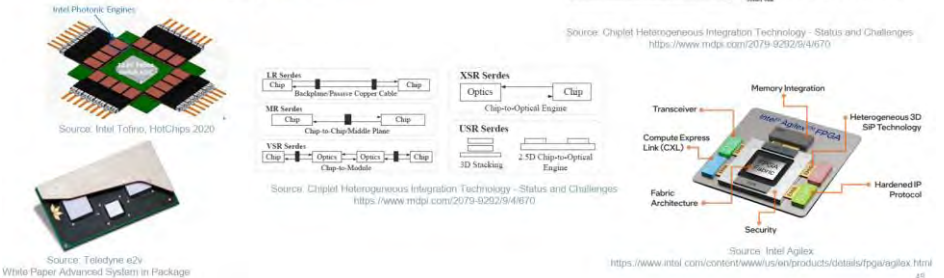 Intel Photonic Engines
Source: Intel Tofino, HotChips 2020
Source: Teledyne e2v
White Paper Advanced System in Package
LR Serdes
Chip
Chip
Backplane/Passive Copper Cable
MR Serdes
Chip
Chip
Chip-to-Chip/Middle Plane
VSR Serdes
Chip
Optics
Optics
Chip
Chip-to-Module
XSR Serdes
Optics
Chip
Chip-to-Optical Engine
USR Serdes
3D Stacking
2.5D Chip-to-Optical
Engine
Source: Chiplet Heterogeneous Integration Technology - Status and Challenges
https://www.mdpi.com/2079-9292/9/4/670
Source: Chiplet Heterogeneous Integration Technology - Status and Challenges
https://www.mdpi.com/2079-9292/9/4/670
Memory Integration
Transceiver
Heterogeneous 3D
SiP Technology
Compute Express
Link (CXL)
Intel Agilex FPGA
FPGA
Fabric
Fabric
Architecture
Hardened IP
Protocol
Security
Source: Intel Agilex
https://www.intel.com/content/www/us/en/products/details/fpga/agilex.html